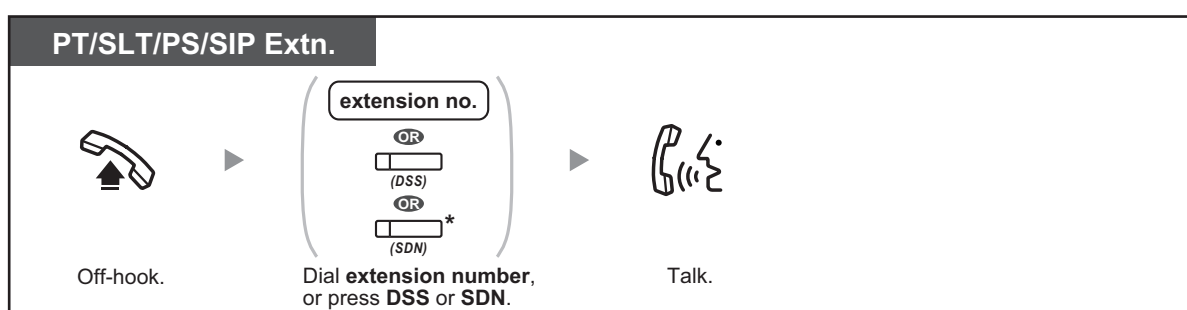 PT/SLT/PS/SIP Extn.
extension no.
OR
(DSS)
OR
*
(SDN)
Off-hook.
Dial extension number,
or press DSS or SDN.
Talk.